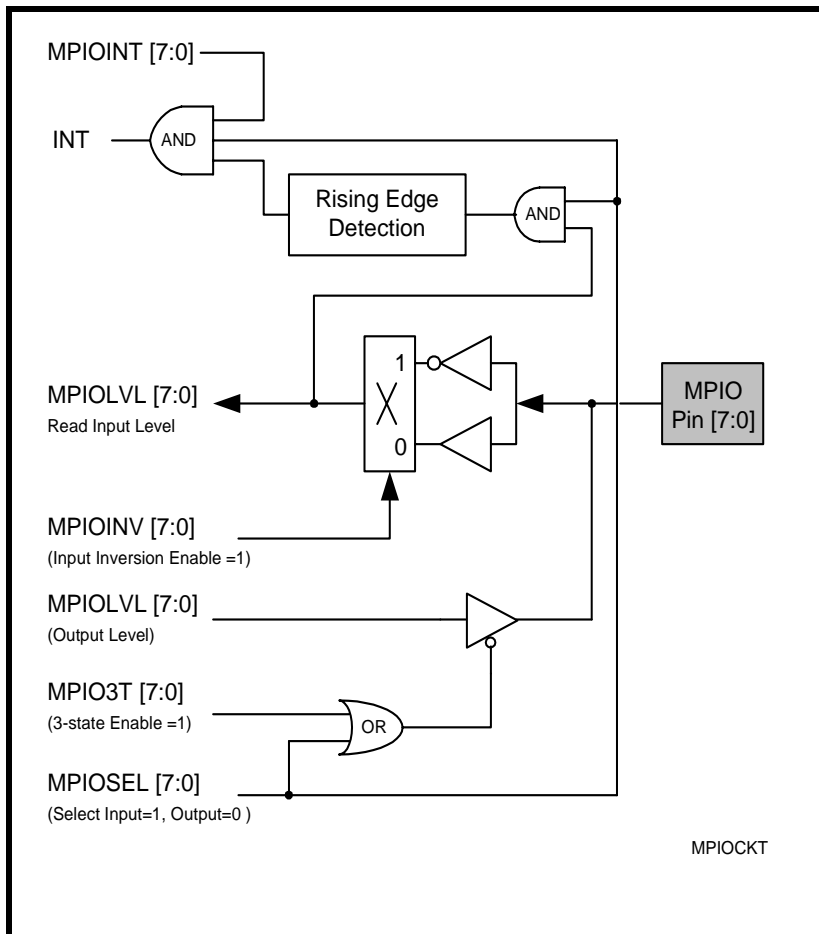 MPIOINT [7:0]
INT
AND
Rising Edge
Detection
AND
1
0
MPIOLVL [7:0]
Read Input Level
MPIO
Pin [7:0]
MPIOINV [7:0]
(Input Inversion Enable =1)
MPIOLVL [7:0]
(Output Level)
MPIO3T [7:0]
(3-state Enable =1)
OR
MPIOSEL [7:0]
(Select Input=1, Output=0 )
MPIOCKT